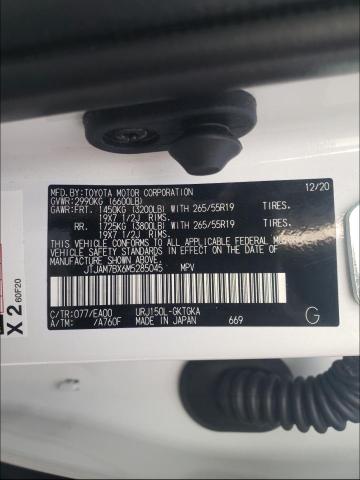 MFD.BY:TOYOTA MOTOR CORPORATION 12/20
GVWR:2990KG (6600LB)
GAWR:FRT. 1450KG (3200LB) WITH 265/55R19
19X7 1/2J RIMS.
RR. 1725KG (3800LB) WITH 265/55R19
19X7 1/2J RIMS.
THIS VEHICLE CONFORMS TO ALL APPLICABLE
FEDERAL MOTOR VEHICLE SAFETY STANDARDS
IN EFFECT ON THE DATE OF
MANUFACTURE SHOWN ABOVE.
JTJAM7BX6M5285045 MPV
C/TR:077/EA00 URJ150L-GKTGKA
A/TM: /A760F MADE IN JAPAN 669
G
X2
60F20